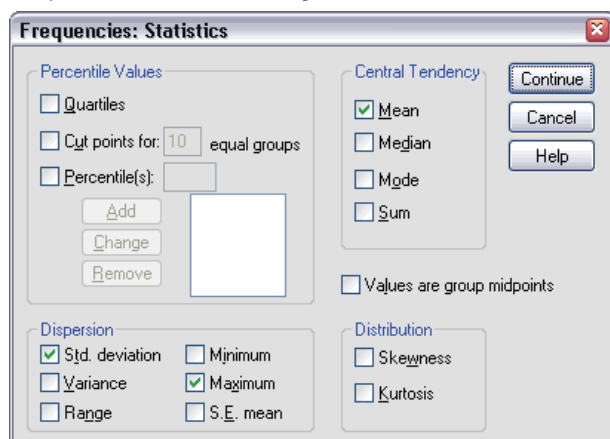 Frequencies: Statistics
Percentile Values
Quartiles
Cut points for: 10 equal groups
Percentile(s):
Add
Change
Remove
Central Tendency
Mean
Median
Mode
Sum
Continue
Cancel
Help
Values are group midpoints
Dispersion
Std. deviation
Minimum
Variance
Maximum
Range
S.E. mean
Distribution
Skewness
Kurtosis